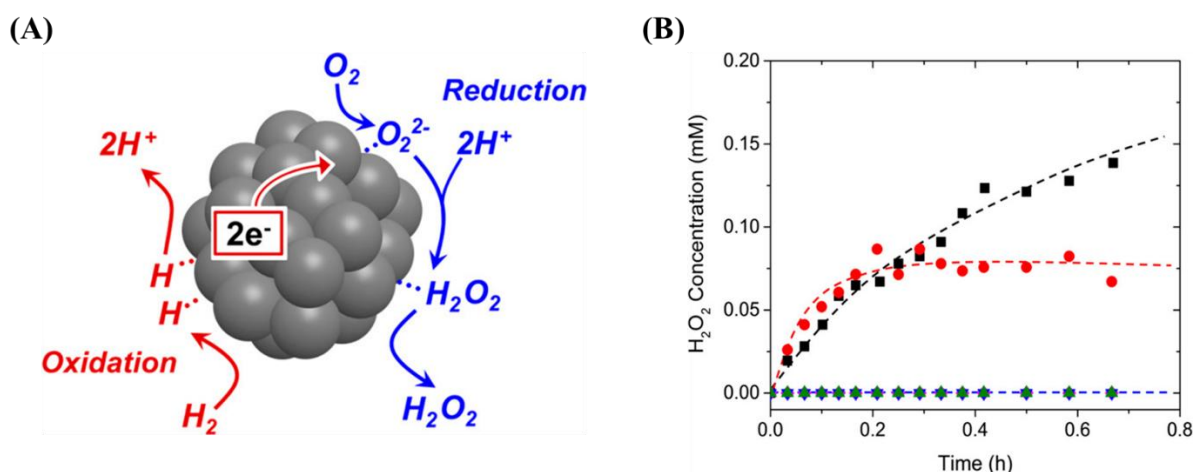 (A)
O₂
Reduction
2H⁺
O₂²⁻
2H⁺
2e⁻
H
H
H₂O₂
Oxidation
H₂
H₂O₂
(B)
H₂O₂ Concentration (mM)
0.20
0.15
0.10
0.05
0.00
0.0 0.2 0.4 0.6 0.8
Time (h)